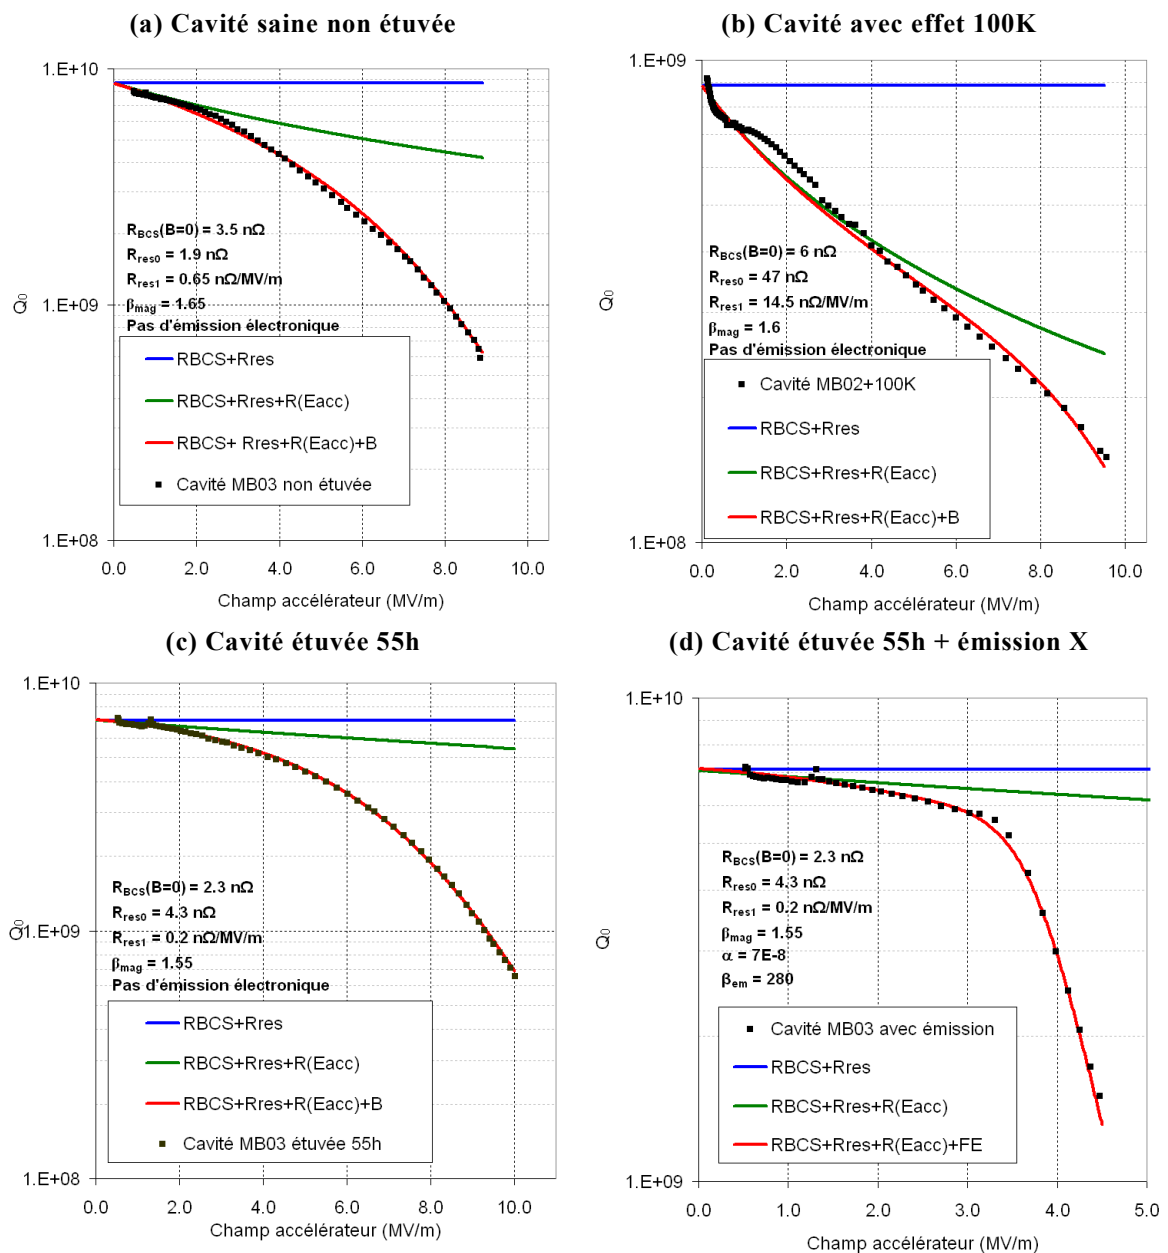 (a) Cavité saine non étuvée
1.E+10
1.E+09
1.E+08
Q0
0.0 2.0 4.0 6.0 8.0 10.0
Champ accélérateur (MV/m)
RBCS(B=0) = 3.5 nΩ
Rres0 = 1.9 nΩ
Rres1 = 0.65 nΩ/MV/m
βmag = 1.65
Pas d'émission électronique
RBCS+Rres
RBCS+Rres+R(Eacc)
RBCS+ Rres+R(Eacc)+B
Cavité MB03 non étuvée
(b) Cavité avec effet 100K
1.E+09
1.E+08
Q0
0.0 2.0 4.0 6.0 8.0 10.0
Champ accélérateur (MV/m)
RBCS(B=0) = 6 nΩ
Rres0 = 47 nΩ
Rres1 = 14.5 nΩ/MV/m
βmag = 1.6
Pas d'émission électronique
Cavité MB02+100K
RBCS+Rres
RBCS+Rres+R(Eacc)
RBCS+Rres+R(Eacc)+B
(c) Cavité étuvée 55h
1.E+10
1.E+09
1.E+08
Q0
0.0 2.0 4.0 6.0 8.0 10.0
Champ accélérateur (MV/m)
RBCS(B=0) = 2.3 nΩ
Rres0 = 4.3 nΩ
Rres1 = 0.2 nΩ/MV/m
βmag = 1.55
Pas d'émission électronique
RBCS+Rres
RBCS+Rres+R(Eacc)
RBCS+Rres+R(Eacc)+B
Cavité MB03 étuvée 55h
(d) Cavité étuvée 55h + émission X
1.E+10
1.E+09
Q0
0.0 1.0 2.0 3.0 4.0 5.0
Champ accélérateur (MV/m)
RBCS(B=0) = 2.3 nΩ
Rres0 = 4.3 nΩ
Rres1 = 0.2 nΩ/MV/m
βmag = 1.55
α = 7E-8
βem = 280
Cavité MB03 avec émission
RBCS+Rres
RBCS+Rres+R(Eacc)
RBCS+Rres+R(Eacc)+FE